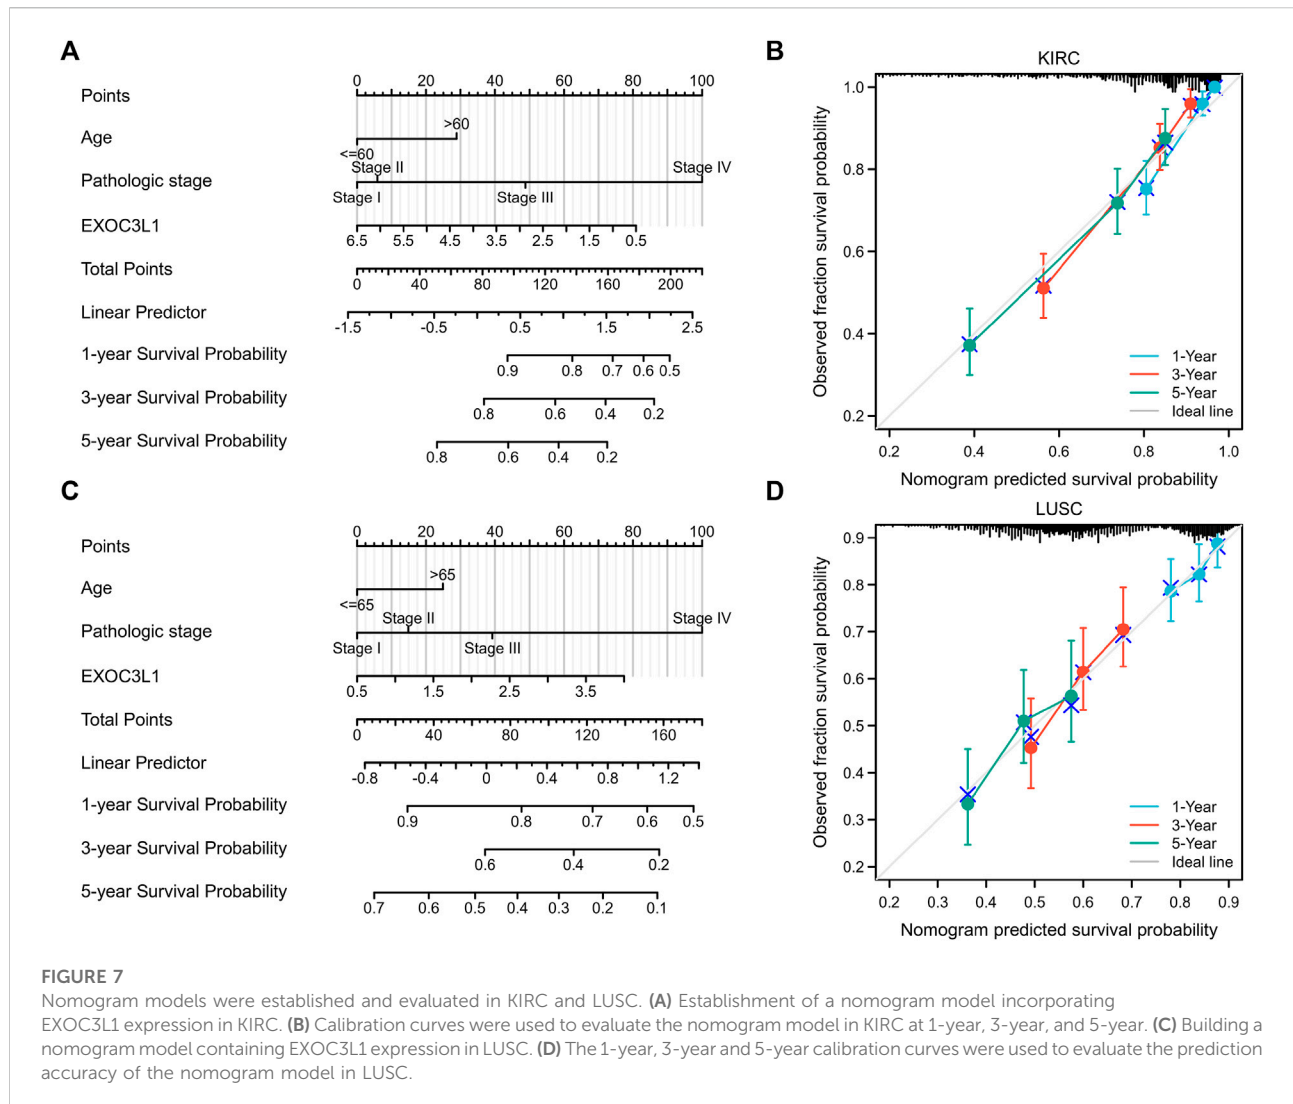 A
0 20 40 60 80 100
Points
Age
>60
<=60
Stage II
Stage IV
Pathologic stage
Stage I
Stage III
EXOC3L1
6.5 5.5 4.5 3.5 2.5 1.5 0.5
Total Points
0 40 80 120 160 200
Linear Predictor
-1.5 -0.5 0.5 1.5 2.5
1-year Survival Probability
0.9 0.8 0.7 0.6 0.5
3-year Survival Probability
0.8 0.6 0.4 0.2
5-year Survival Probability
0.8 0.6 0.4 0.2
B
KIRC
Observed fraction survival probability
1.0
0.8
0.6
0.4
0.2
1-Year
3-Year
5-Year
Ideal line
0.2 0.4 0.6 0.8 1.0
Nomogram predicted survival probability
C
0 20 40 60 80 100
Points
Age
>65
<=65
Stage II
Stage IV
Pathologic stage
Stage I
Stage III
EXOC3L1
0.5 1.5 2.5 3.5
Total Points
0 40 80 120 160
Linear Predictor
-0.8 -0.4 0 0.4 0.8 1.2
1-year Survival Probability
0.9 0.8 0.7 0.6 0.5
3-year Survival Probability
0.6 0.4 0.2
5-year Survival Probability
0.7 0.6 0.5 0.4 0.3 0.2 0.1
D
LUSC
Observed fraction survival probability
0.9
0.8
0.7
0.6
0.5
0.4
0.3
0.2
1-Year
3-Year
5-Year
Ideal line
0.2 0.3 0.4 0.5 0.6 0.7 0.8 0.9
Nomogram predicted survival probability
FIGURE 7
Nomogram models were established and evaluated in KIRC and LUSC. (A) Establishment of a nomogram model incorporating
EXOC3L1 expression in KIRC. (B) Calibration curves were used to evaluate the nomogram model in KIRC at 1-year, 3-year, and 5-year. (C) Building a
nomogram model containing EXOC3L1 expression in LUSC. (D) The 1-year, 3-year and 5-year calibration curves were used to evaluate the prediction
accuracy of the nomogram model in LUSC.